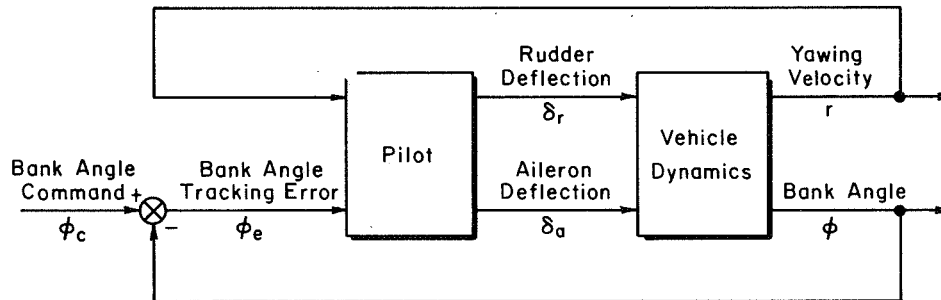 Rudder
Deflection
δr
Yawing
Velocity
r
Pilot
Vehicle
Dynamics
Bank Angle
Command +
ϕc
-
Bank Angle
Tracking Error
ϕe
Aileron
Deflection
δa
Bank Angle
ϕ